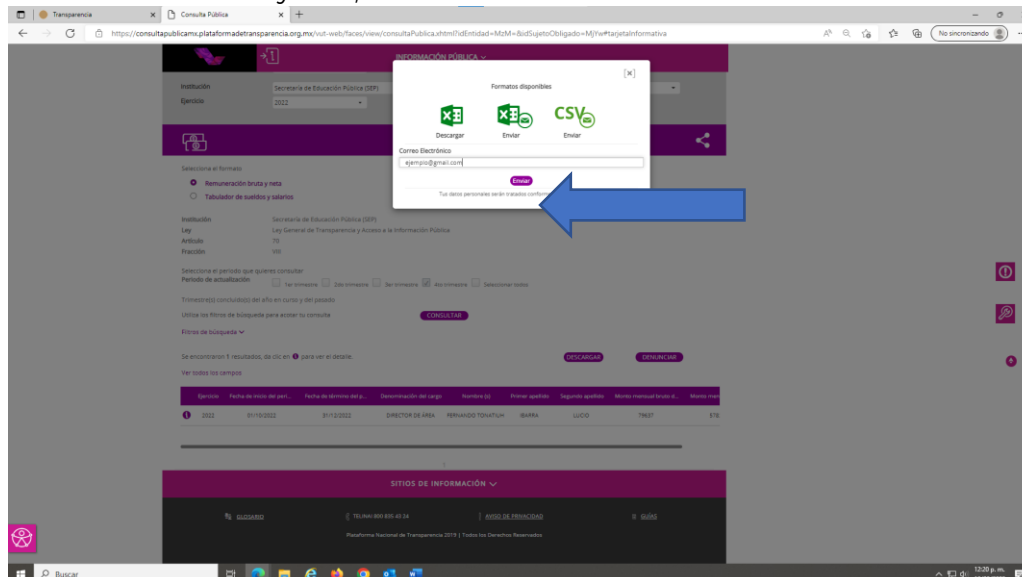 Transparencia
Consulta Pública
https://consultapublicamx.plataformadetransparencia.org.mx/vut-web/faces/view/consultaPublica.xhtml?idEntidad=MzM=&idSujetoObligado=MjYw#tarjetaInformativa
No sincronizando
INFORMACIÓN PÚBLICA
Institución Secretaría de Educación Pública (SEP)
Ejercicio 2022
[x]
Formatos disponibles
CSV
Descargar Enviar Enviar
Correo Electrónico
ejemplo@gmail.com
Enviar
Tus datos personales serán tratados conforme
Selecciona el formato
Remuneración bruta y neta
Tabulador de sueldos y salarios
Institución Secretaría de Educación Pública (SEP)
Ley Ley General de Transparencia y Acceso a la Información Pública
Artículo 70
Fracción VIII
Selecciona el periodo que quieres consultar
Periodo de actualización 1er trimestre 2do trimestre 3er trimestre 4to trimestre Seleccionar todos
Trimestre(s) concluido(s) del año en curso y del pasado
Utiliza los filtros de búsqueda para acotar tu consulta CONSULTAR
Filtros de búsqueda
Se encontraron 1 resultados, da clic en para ver el detalle. DESCARGAR DENUNCIAR
Ver todos los campos
Ejercicio Fecha de inicio del peri... Fecha de término del p... Denominación del cargo Nombre (s) Primer apellido Segundo apellido Monto mensual bruto d... Monto men
2022 01/10/2022 31/12/2022 DIRECTOR DE ÁREA FERNANDO TONATIUH IBARRA LUCIO 79637
1
SITIOS DE INFORMACIÓN
GLOSARIO TELINAI 800 835 43 24 AVISO DE PRIVACIDAD GUÍAS
Plataforma Nacional de Transparencia 2019 | Todos los Derechos Reservados
Buscar
12:20 p. m.